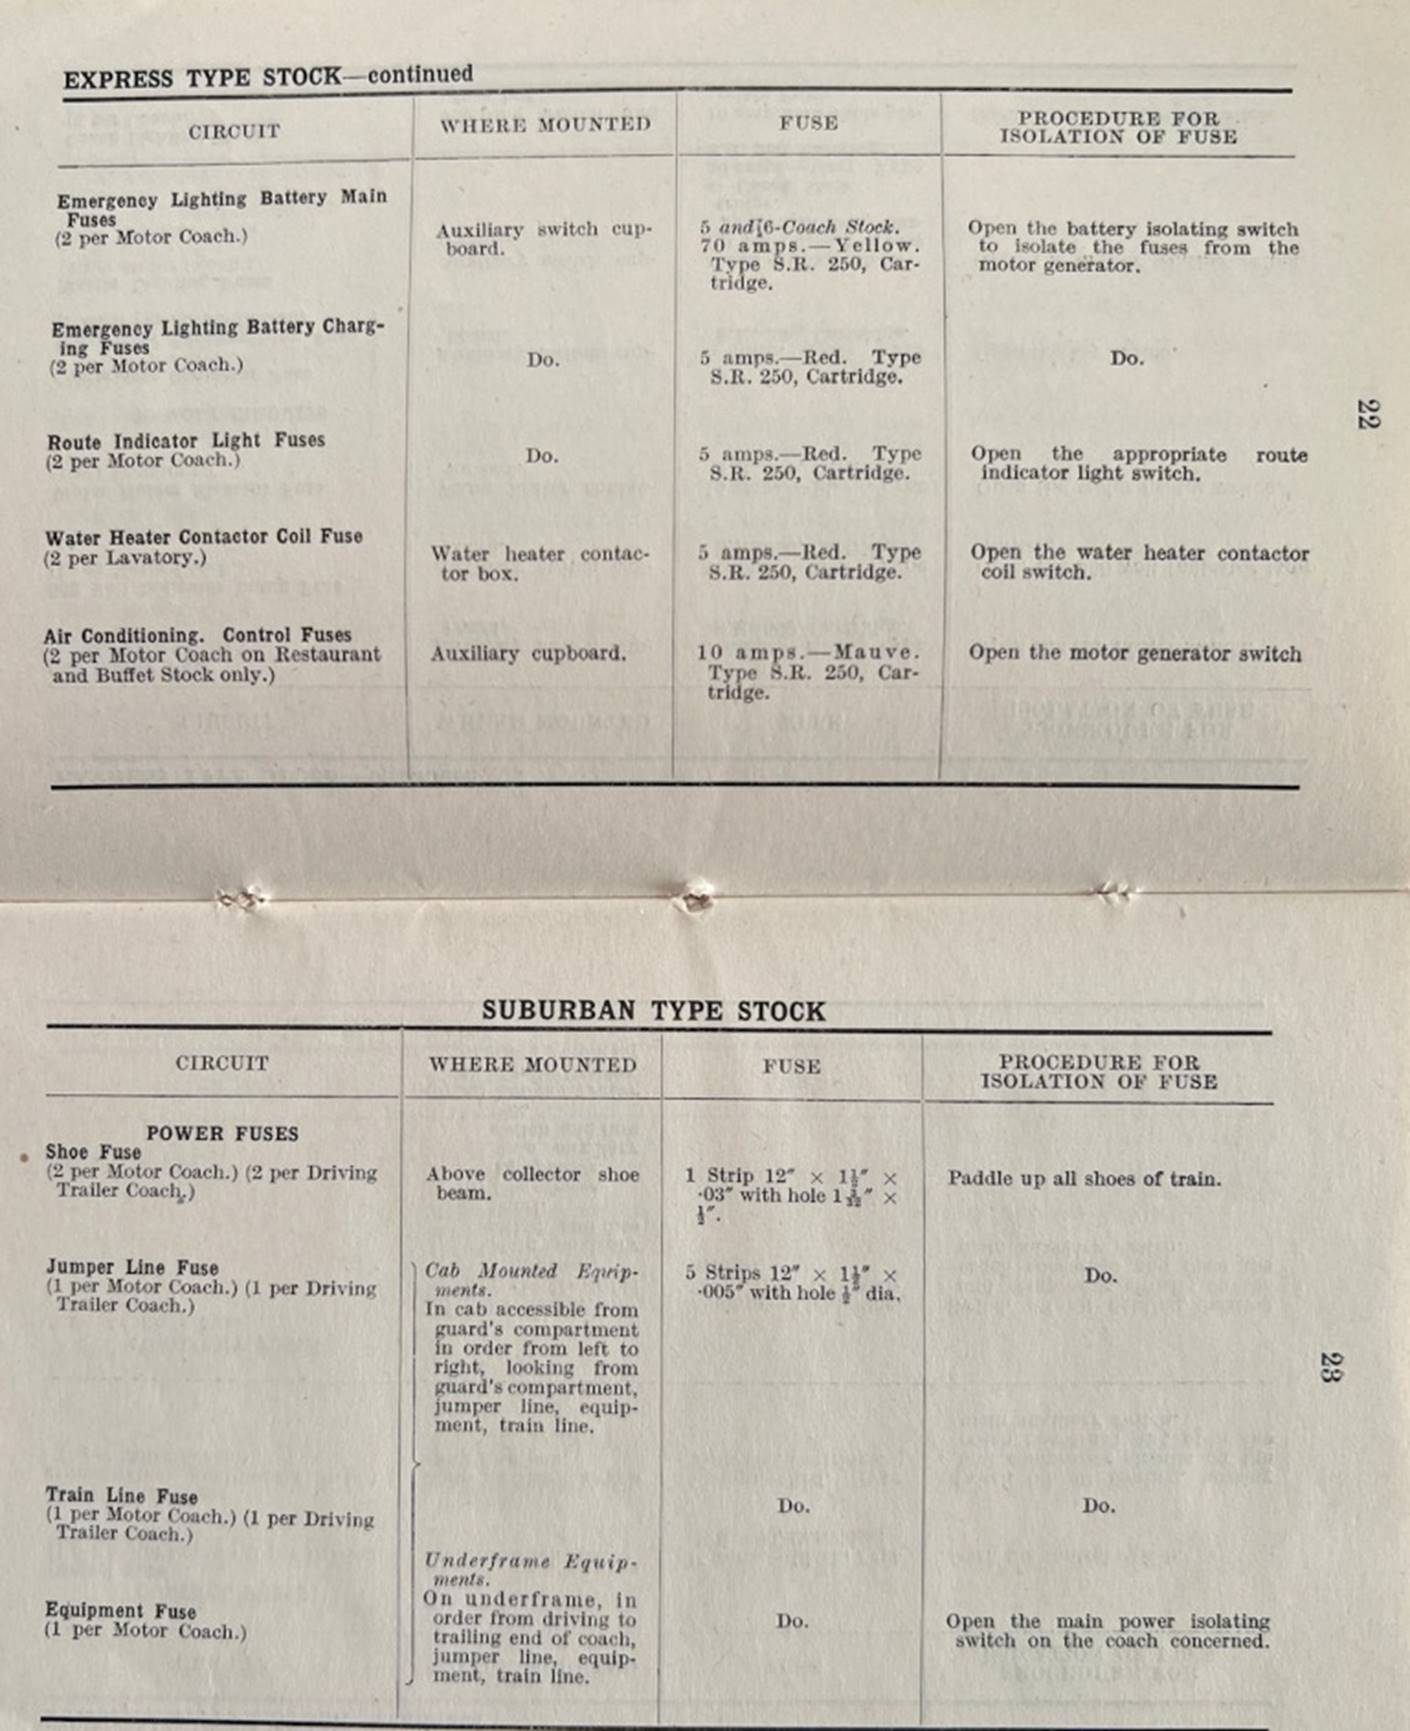 EXPRESS TYPE STOCK—continued
CIRCUIT
WHERE MOUNTED
FUSE
PROCEDURE FOR
ISOLATION OF FUSE
Emergency Lighting Battery Main
Fuses
(2 per Motor Coach.)
Auxiliary switch cup-
board.
5 and 6-Coach Stock.
70 amps.—Yellow.
Type S.R. 250, Car-
tridge.
Open the battery isolating switch
to isolate the fuses from the
motor generator.
Emergency Lighting Battery Charg-
ing Fuses
(2 per Motor Coach.)
Do.
5 amps.—Red. Type
S.R. 250, Cartridge.
Do.
Route Indicator Light Fuses
(2 per Motor Coach.)
Do.
5 amps.—Red. Type
S.R. 250, Cartridge.
Open the appropriate route
indicator light switch.
Water Heater Contactor Coil Fuse
(2 per Lavatory.)
Water heater contac-
tor box.
5 amps.—Red. Type
S.R. 250, Cartridge.
Open the water heater contactor
coil switch.
Air Conditioning. Control Fuses
(2 per Motor Coach on Restaurant
and Buffet Stock only.)
Auxiliary cupboard.
10 amps.—Mauve.
Type S.R. 250, Car-
tridge.
Open the motor generator switch
22
SUBURBAN TYPE STOCK
CIRCUIT
WHERE MOUNTED
FUSE
PROCEDURE FOR
ISOLATION OF FUSE
POWER FUSES
Shoe Fuse
(2 per Motor Coach.) (2 per Driving
Trailer Coach.)
Above collector shoe
beam.
1 Strip 12″ × 1½″ ×
·03″ with hole ×
½″.
Paddle up all shoes of train.
Jumper Line Fuse
(1 per Motor Coach.) (1 per Driving
Trailer Coach.)
Cab Mounted Equip-
ments.
In cab accessible from
guard's compartment
in order from left to
right, looking from
guard's compartment,
jumper line, equip-
ment, train line.
5 Strips 12″ × 1½″ ×
·005″ with hole ½″ dia.
Do.
Train Line Fuse
(1 per Motor Coach.) (1 per Driving
Trailer Coach.)
Do.
Do.
Underframe Equip-
ments.
On underframe, in
order from driving to
trailing end of coach,
jumper line, equip-
ment, train line.
Equipment Fuse
(1 per Motor Coach.)
Do.
Open the main power isolating
switch on the coach concerned.
23